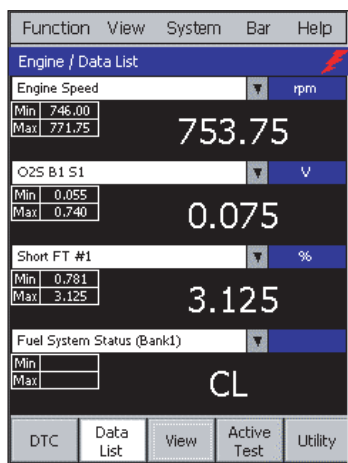 Function View System Bar Help
Engine / Data List
Engine Speed rpm
Min 746.00
Max 771.75
753.75
O2S B1 S1 V
Min 0.055
Max 0.740
0.075
Short FT #1 %
Min 0.781
Max 3.125
3.125
Fuel System Status (Bank1)
Min
Max
CL
DTC Data List View Active Test Utility